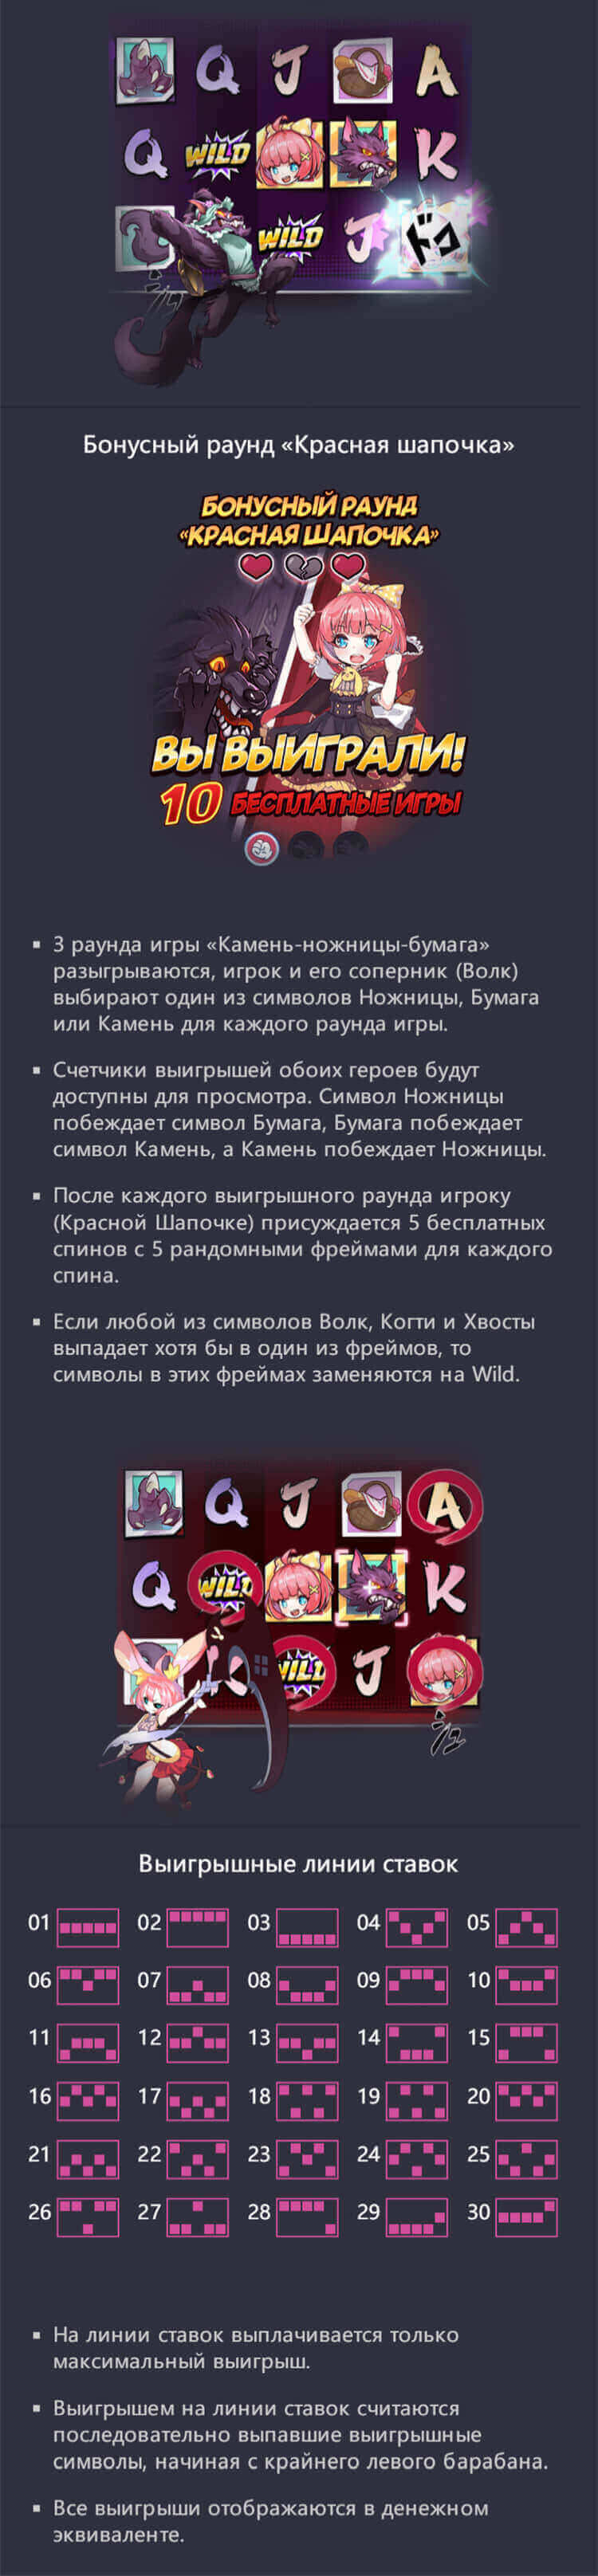 Q J A
Q WILD K
WILD J ドコ
Бонусный раунд «Красная шапочка»
БОНУСНЫЙ РАУНД
«КРАСНАЯ ШАПОЧКА»
ВЫ ВЫИГРАЛИ!
10 БЕСПЛАТНЫЕ ИГРЫ
▪ 3 раунда игры «Камень-ножницы-бумага»
разыгрываются, игрок и его соперник (Волк)
выбирают один из символов Ножницы, Бумага
или Камень для каждого раунда игры.
▪ Счетчики выигрышей обоих героев будут
доступны для просмотра. Символ Ножницы
побеждает символ Бумага, Бумага побеждает
символ Камень, а Камень побеждает Ножницы.
▪ После каждого выигрышного раунда игроку
(Красной Шапочке) присуждается 5 бесплатных
спинов с 5 рандомными фреймами для каждого
спина.
▪ Если любой из символов Волк, Когти и Хвосты
выпадает хотя бы в один из фреймов, то
символы в этих фреймах заменяются на Wild.
Q J A
Q WILD K
WILD J
Выигрышные линии ставок
01 02 03 04 05
06 07 08 09 10
11 12 13 14 15
16 17 18 19 20
21 22 23 24 25
26 27 28 29 30
▪ На линии ставок выплачивается только
максимальный выигрыш.
▪ Выигрышем на линии ставок считаются
последовательно выпавшие выигрышные
символы, начиная с крайнего левого барабана.
▪ Все выигрыши отображаются в денежном
эквиваленте.